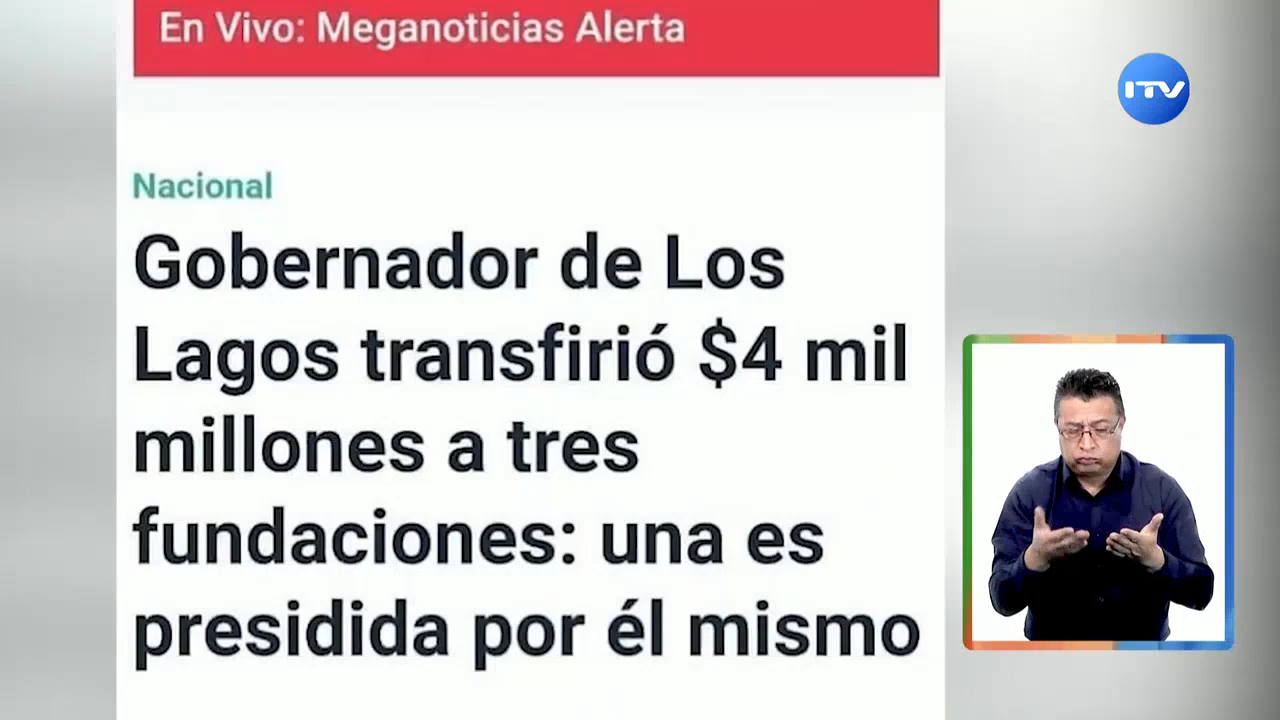 En Vivo: Meganoticias Alerta
ITV
Nacional
Gobernador de Los
Lagos transfirió $4 mil
millones a tres
fundaciones: una es
presidida por él mismo